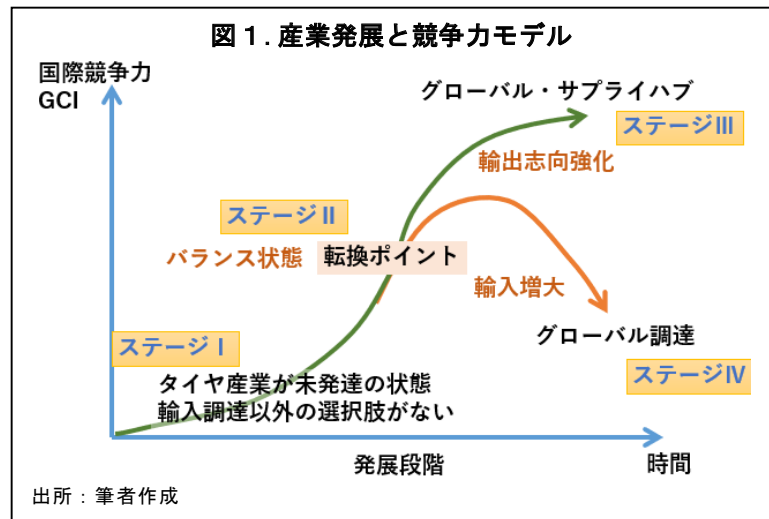 図１.産業発展と競争力モデル
国際競争力
GCI
グローバル・サプライハブ
ステージⅢ
輸出志向強化
ステージⅡ
バランス状態
転換ポイント
輸入増大
グローバル調達
ステージⅠ
ステージⅣ
タイヤ産業が未発達の状態
輸入調達以外の選択肢がない
発展段階
時間
出所：筆者作成